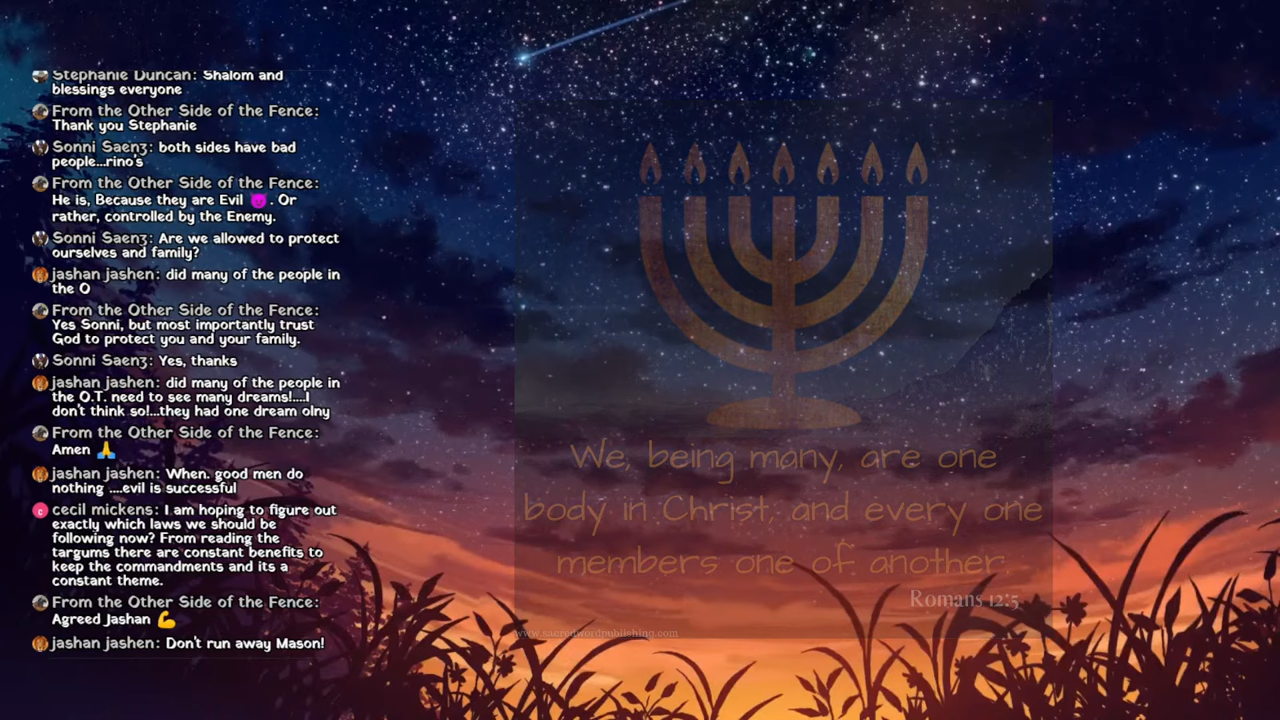 Stephanie Duncan: Shalom and
blessings everyone
From the Other Side of the Fence:
Thank you Stephanie
Sonni Saenz: both sides have bad
people...rino's
From the Other Side of the Fence:
He is, Because they are Evil 😈. Or
rather, controlled by the Enemy.
Sonni Saenz: Are we allowed to protect
ourselves and family?
jashan jashen: did many of the people in
the O
From the Other Side of the Fence:
Yes Sonni, but most importantly trust
God to protect you and your family.
Sonni Saenz: Yes, thanks
jashan jashen: did many of the people in
the O.T. need to see many dreams!....I
don't think so!...they had one dream olny
From the Other Side of the Fence:
Amen 🙏
jashan jashen: When. good men do
nothing ....evil is successful
c cecil mickens: I am hoping to figure out
exactly which laws we should be
following now? From reading the
targums there are constant benefits to
keep the commandments and its a
constant theme.
From the Other Side of the Fence:
Agreed Jashan 💪
jashan jashen: Don't run away Mason!
We, being many, are one
body in Christ, and every one
members one of another.
Romans 12:5
www.sacredwordpublishing.com